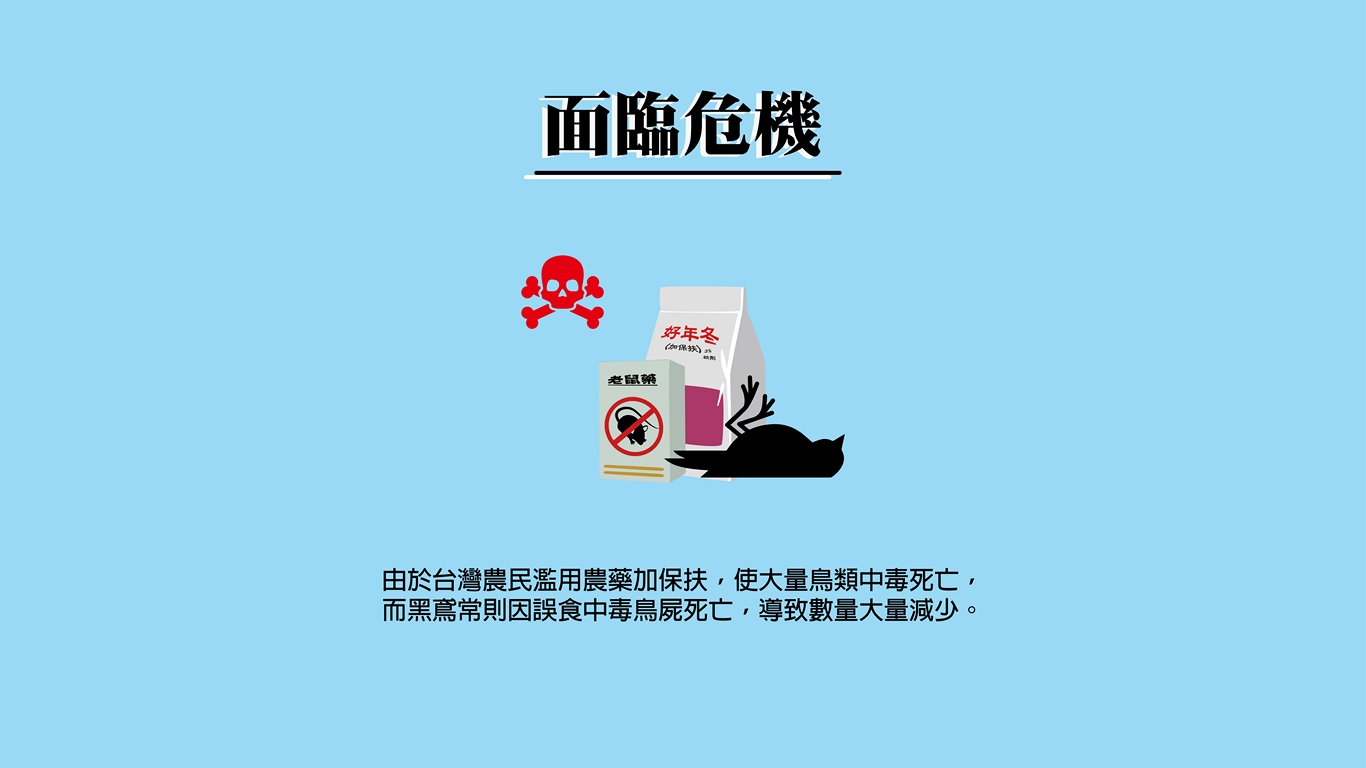 面臨危機
好年冬
(加保扶) 3%
粒劑
老鼠藥
由於台灣農民濫用農藥加保扶，使大量鳥類中毒死亡，
而黑鳶常則因誤食中毒鳥屍死亡，導致數量大量減少。